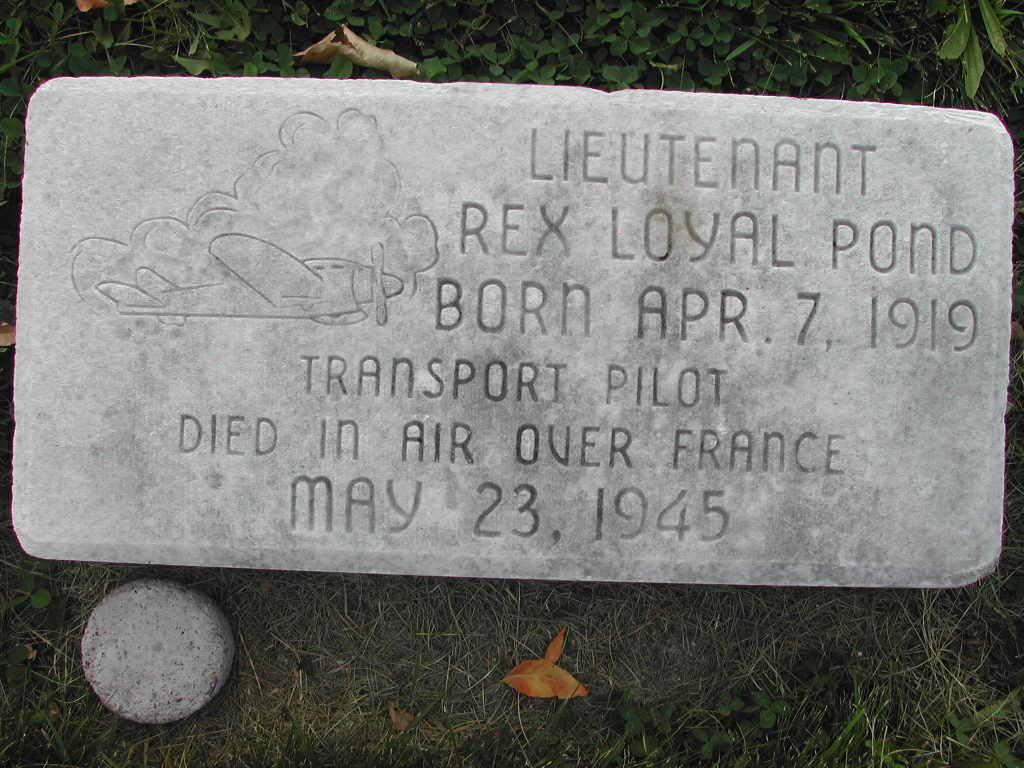 LIEUTENANT
REX LOYAL POND
BORN APR. 7, 1919
TRANSPORT PILOT
DIED IN AIR OVER FRANCE
MAY 23, 1945